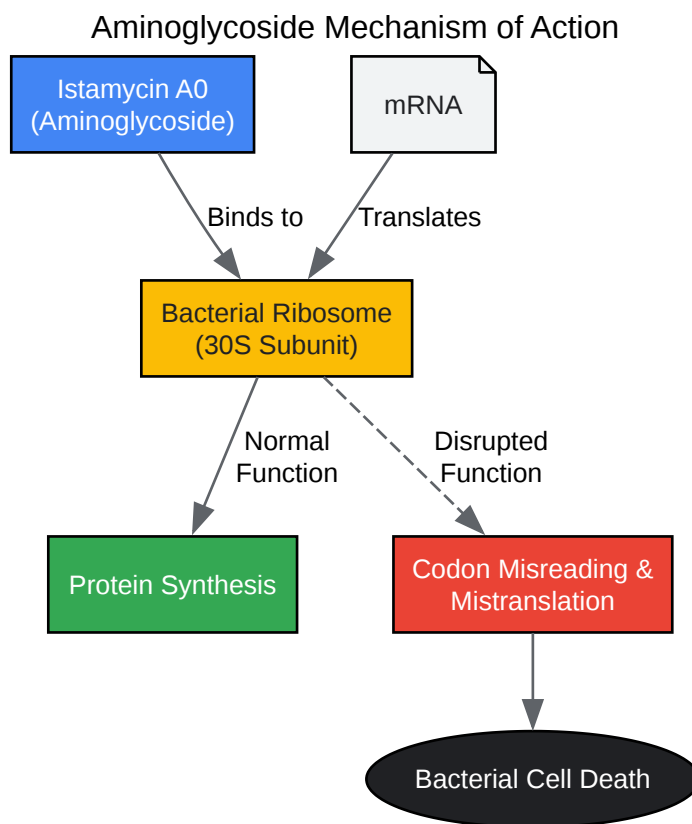 Aminoglycoside Mechanism of Action
Istamycin A0
(Aminoglycoside)
mRNA
Binds to
Translates
Bacterial Ribosome
(30S Subunit)
Normal
Function
Disrupted
Function
Protein Synthesis
Codon Misreading &
Mistranslation
Bacterial Cell Death